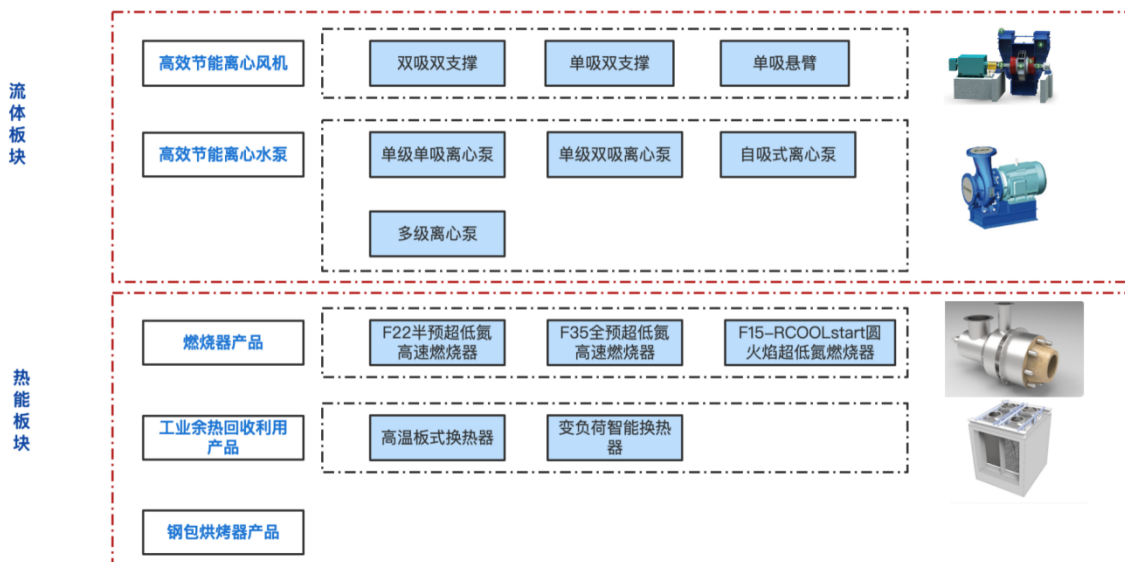 流体板块
高效节能离心风机
双吸双支撑
单吸双支撑
单吸悬臂
高效节能离心水泵
单级单吸离心泵
单级双吸离心泵
自吸式离心泵
多级离心泵
热能板块
燃烧器产品
F22半预超低氮
高速燃烧器
F35全预超低氮
高速燃烧器
F15-RCOOLstart圆
火焰超低氮燃烧器
工业余热回收利用
产品
高温板式换热器
变负荷智能换热
器
钢包烘烤器产品